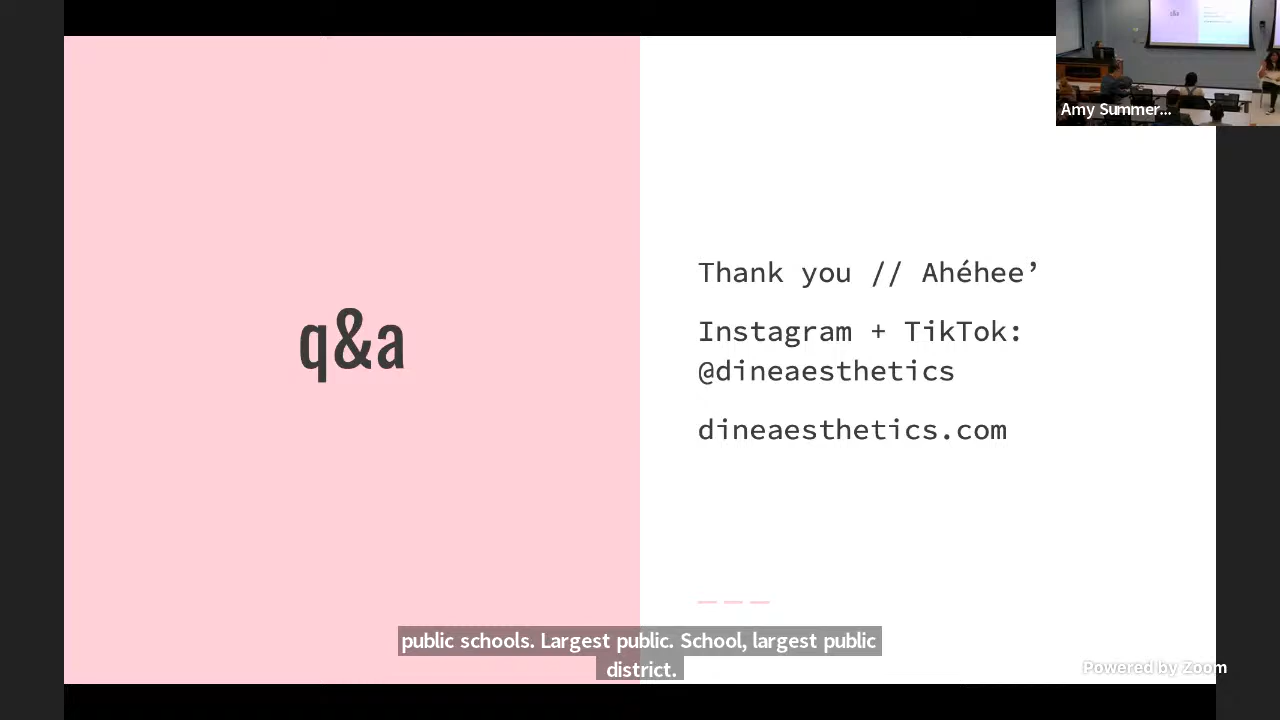 Amy Summer...
q&a
Thank you // Ahéhee’
Instagram + TikTok:
@dineaesthetics
dineaesthetics.com
public schools. Largest public. School, largest public
district.
Powered by Zoom